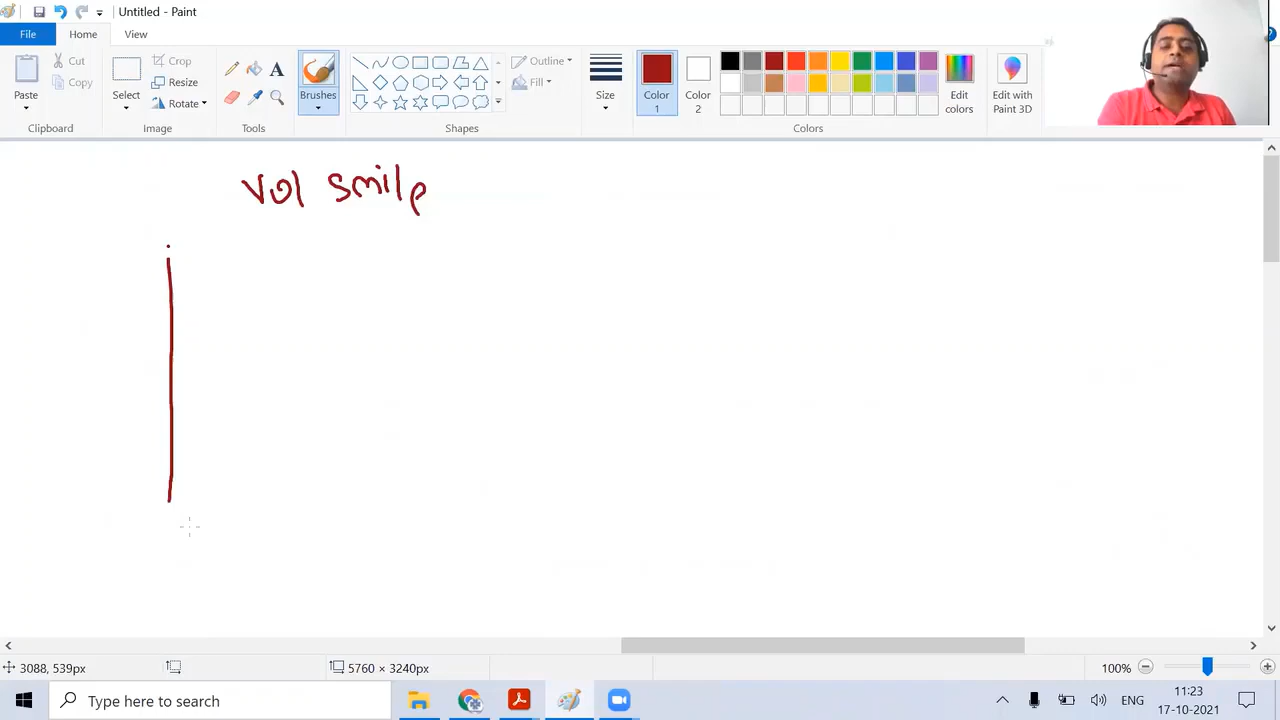 Untitled - Paint
File Home View
Paste Cut Copy Clipboard
Select Crop Resize Rotate Image
Tools
Brushes
Outline Fill Shapes
Size
Color 1 Color 2 Edit colors Colors
Edit with Paint 3D
vol smile
3088, 539px 5760 × 3240px 100%
Type here to search ENG 11:23 17-10-2021